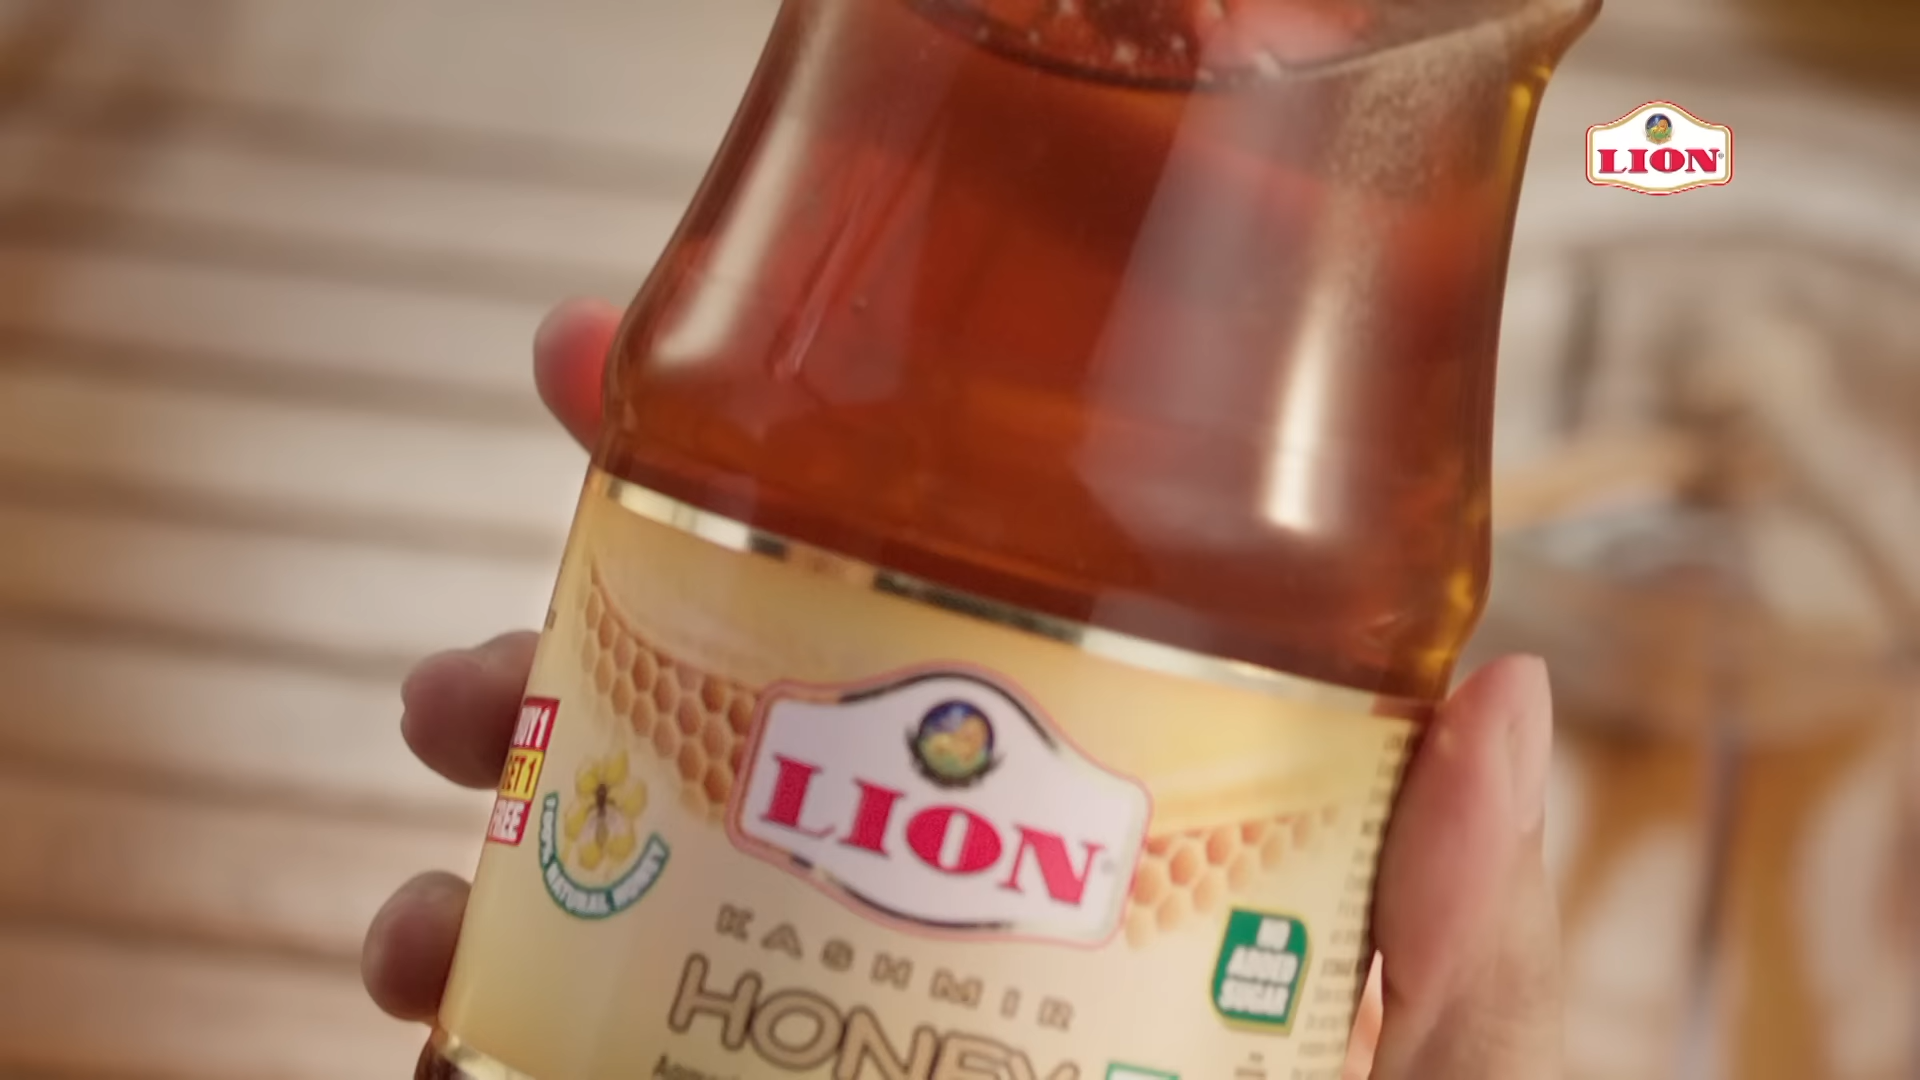 LION
BUY 1
GET 1
FREE
100% NATURAL HONEY
LION
KASHMIR
HONEY
NO
ADDED
SUGAR